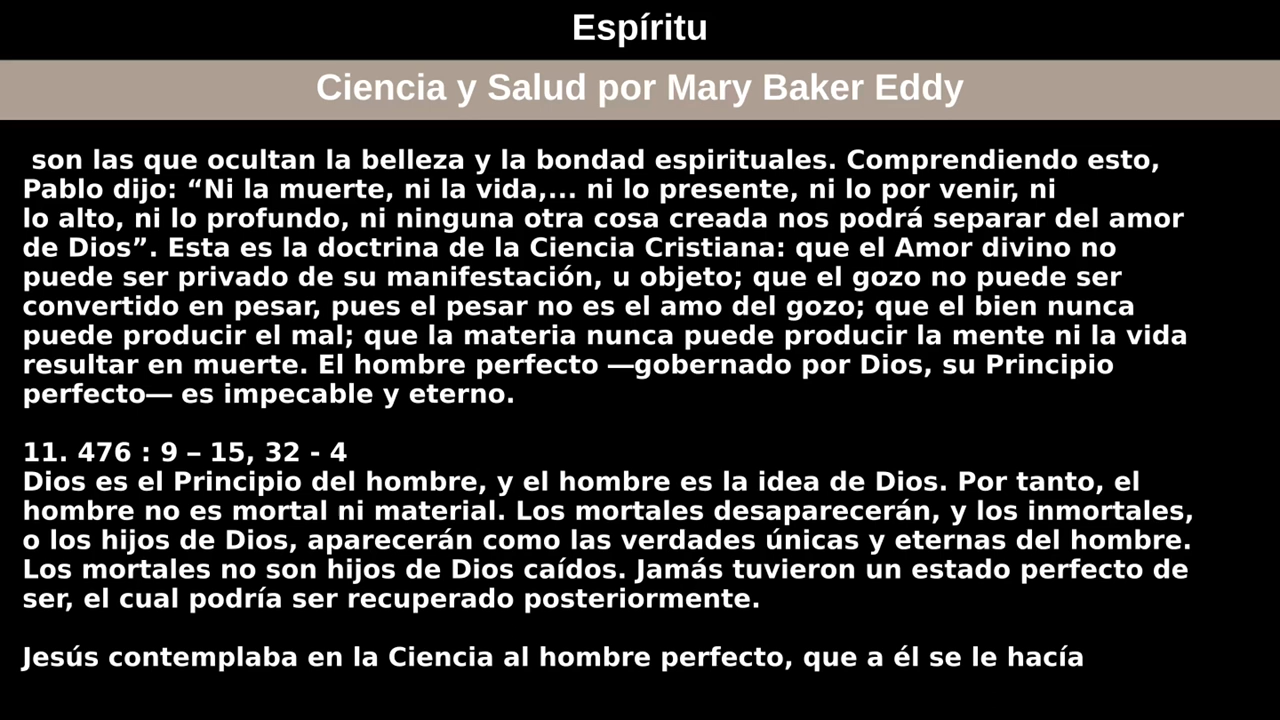 Espíritu
Ciencia y Salud por Mary Baker Eddy
son las que ocultan la belleza y la bondad espirituales. Comprendiendo esto,
Pablo dijo: “Ni la muerte, ni la vida,... ni lo presente, ni lo por venir, ni
lo alto, ni lo profundo, ni ninguna otra cosa creada nos podrá separar del amor
de Dios”. Esta es la doctrina de la Ciencia Cristiana: que el Amor divino no
puede ser privado de su manifestación, u objeto; que el gozo no puede ser
convertido en pesar, pues el pesar no es el amo del gozo; que el bien nunca
puede producir el mal; que la materia nunca puede producir la mente ni la vida
resultar en muerte. El hombre perfecto —gobernado por Dios, su Principio
perfecto— es impecable y eterno.
11. 476 : 9 – 15, 32 - 4
Dios es el Principio del hombre, y el hombre es la idea de Dios. Por tanto, el
hombre no es mortal ni material. Los mortales desaparecerán, y los inmortales,
o los hijos de Dios, aparecerán como las verdades únicas y eternas del hombre.
Los mortales no son hijos de Dios caídos. Jamás tuvieron un estado perfecto de
ser, el cual podría ser recuperado posteriormente.
Jesús contemplaba en la Ciencia al hombre perfecto, que a él se le hacía